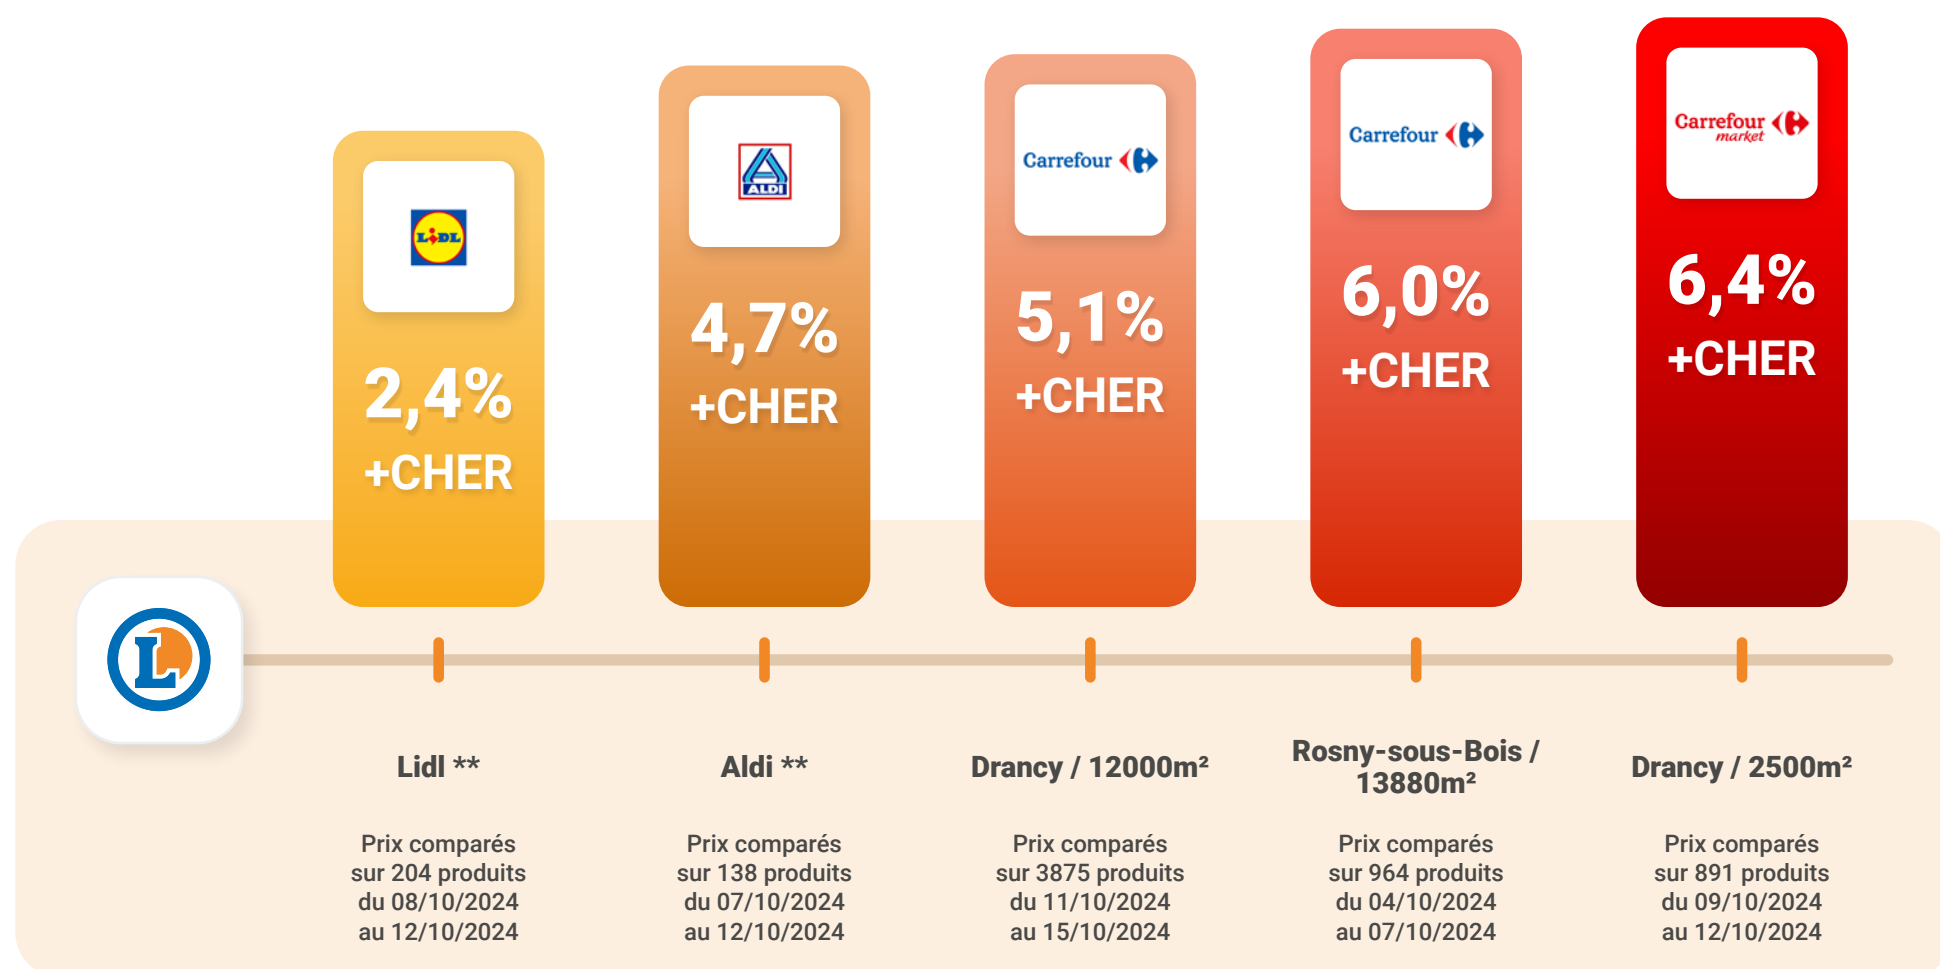 LIDL
2,4%
+CHER
ALDI
4,7%
+CHER
Carrefour
5,1%
+CHER
Carrefour
6,0%
+CHER
Carrefour
market
6,4%
+CHER
L
Lidl **
Prix comparés
sur 204 produits
du 08/10/2024
au 12/10/2024
Aldi **
Prix comparés
sur 138 produits
du 07/10/2024
au 12/10/2024
Drancy / 12000m²
Prix comparés
sur 3875 produits
du 11/10/2024
au 15/10/2024
Rosny-sous-Bois /
13880m²
Prix comparés
sur 964 produits
du 04/10/2024
au 07/10/2024
Drancy / 2500m²
Prix comparés
sur 891 produits
du 09/10/2024
au 12/10/2024